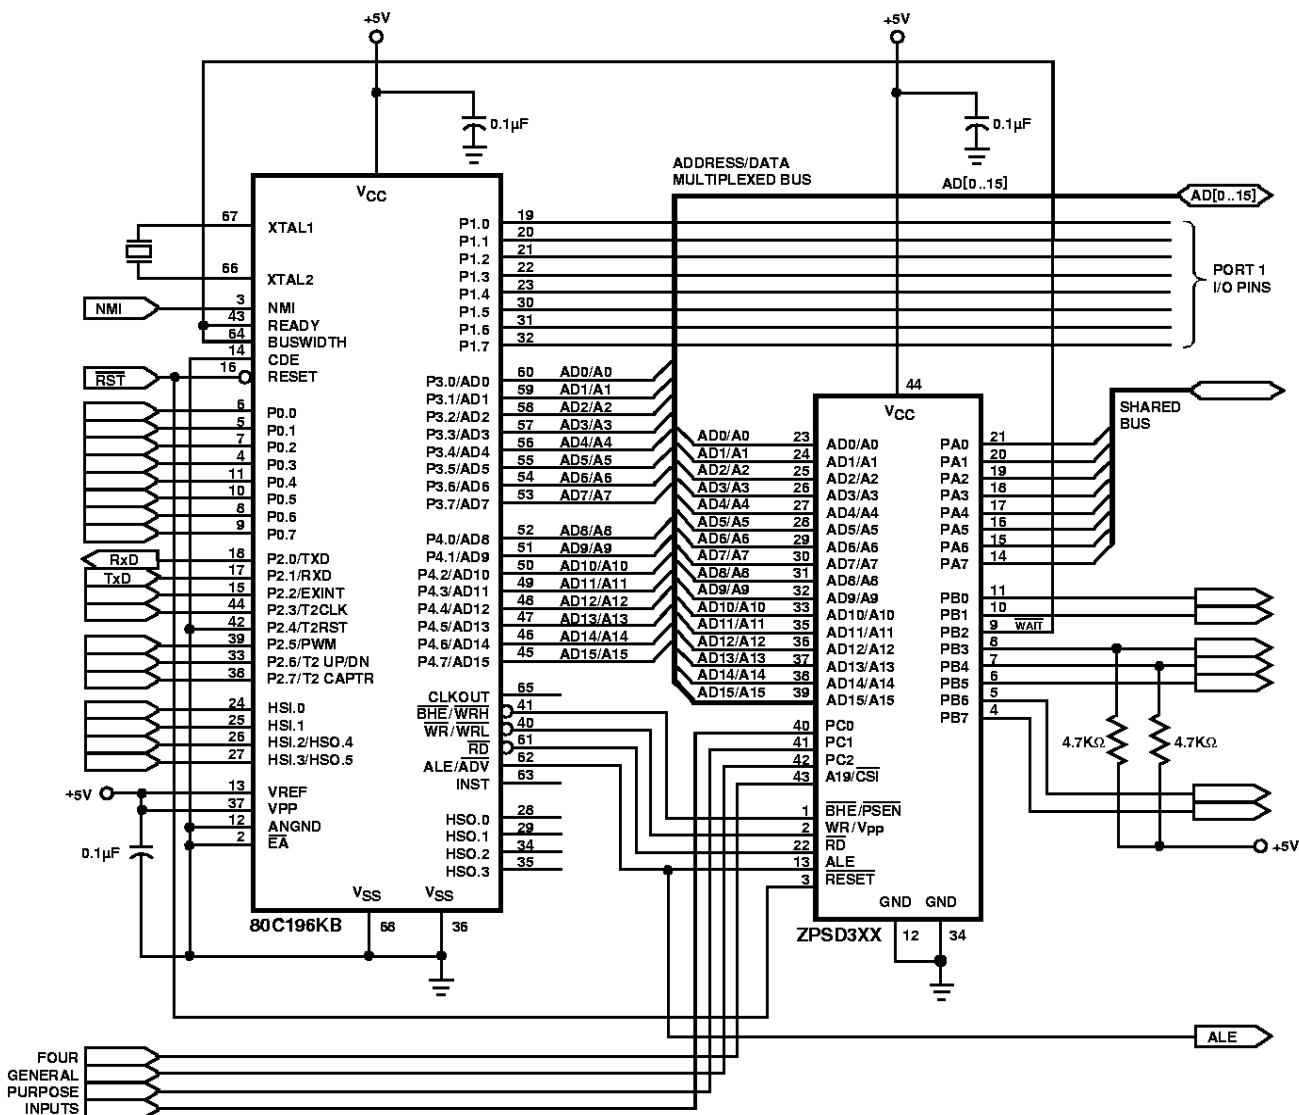 +5V
+5V
0.1µF
0.1µF
ADDRESS/DATA
MULTIPLEXED BUS
AD[0..15]
AD[0..15]
VCC
67 XTAL1
66 XTAL2
NMI 3 NMI
43 READY
64 BUSWIDTH
14 CDE
RST 16 RESET
6 P0.0
5 P0.1
7 P0.2
4 P0.3
11 P0.4
10 P0.5
8 P0.6
9 P0.7
RxD 18 P2.0/TXD
TxD 17 P2.1/RXD
15 P2.2/EXINT
44 P2.3/T2CLK
42 P2.4/T2RST
39 P2.5/PWM
33 P2.6/T2 UP/DN
38 P2.7/T2 CAPTR
24 HSI.0
25 HSI.1
26 HSI.2/HSO.4
27 HSI.3/HSO.5
+5V 13 VREF
37 VPP
12 ANGND
2 EA
0.1µF
P1.0 19
P1.1 20
P1.2 21
P1.3 22
P1.4 23
P1.5 30
P1.6 31
P1.7 32
PORT 1
I/O PINS
P3.0/AD0 60 AD0/A0
P3.1/AD1 59 AD1/A1
P3.2/AD2 58 AD2/A2
P3.3/AD3 57 AD3/A3
P3.4/AD4 56 AD4/A4
P3.5/AD5 55 AD5/A5
P3.6/AD6 54 AD6/A6
P3.7/AD7 53 AD7/A7
P4.0/AD8 52 AD8/A8
P4.1/AD9 51 AD9/A9
P4.2/AD10 50 AD10/A10
P4.3/AD11 49 AD11/A11
P4.4/AD12 48 AD12/A12
P4.5/AD13 47 AD13/A13
P4.6/AD14 46 AD14/A14
P4.7/AD15 45 AD15/A15
CLKOUT 65
BHE/WRH 41
WR/WRL 40
RD 61
ALE/ADV 62
INST 63
HSO.0 28
HSO.1 29
HSO.2 34
HSO.3 35
VSS VSS
80C196KB 68 36
44
VCC
AD0/A0 23 AD0/A0
AD1/A1 24 AD1/A1
AD2/A2 25 AD2/A2
AD3/A3 26 AD3/A3
AD4/A4 27 AD4/A4
AD5/A5 28 AD5/A5
AD6/A6 29 AD6/A6
AD7/A7 30 AD7/A7
AD8/A8 31 AD8/A8
AD9/A9 32 AD9/A9
AD10/A10 33 AD10/A10
AD11/A11 35 AD11/A11
AD12/A12 36 AD12/A12
AD13/A13 37 AD13/A13
AD14/A14 38 AD14/A14
AD15/A15 39 AD15/A15
40 PC0
41 PC1
42 PC2
43 A19/CSI
1 BHE/PSEN
2 WR/Vpp
22 RD
13 ALE
3 RESET
PA0 21
PA1 20
PA2 19
PA3 18
PA4 17
PA5 16
PA6 15
PA7 14
SHARED
BUS
PB0 11
PB1 10
PB2 9 WAIT
PB3 8
PB4 7
PB5 6
PB6 5
PB7 4
4.7KΩ 4.7KΩ
+5V
GND GND
ZPSD3XX 12 34
ALE
FOUR
GENERAL
PURPOSE
INPUTS